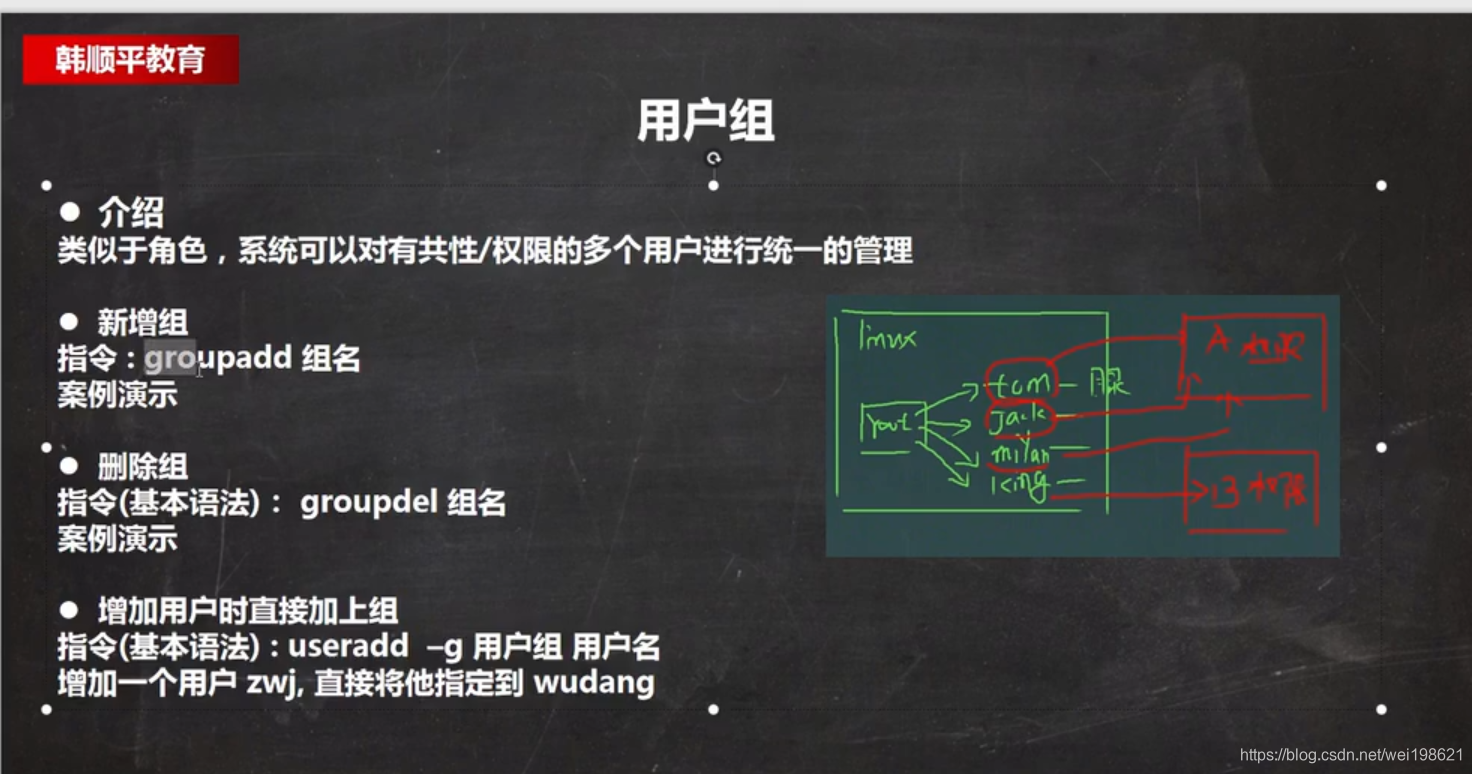 韩顺平教育
用户组
● 介绍
类似于角色，系统可以对有共性/权限的多个用户进行统一的管理
● 新增组
指令：groupadd 组名
案例演示
● 删除组
指令(基本语法)： groupdel 组名
案例演示
● 增加用户时直接加上组
指令(基本语法)：useradd –g 用户组 用户名
增加一个用户 zwj, 直接将他指定到 wudang
linux
tom
Jack
milan
king
root
A 权限
B 权限
https://blog.csdn.net/wei198621